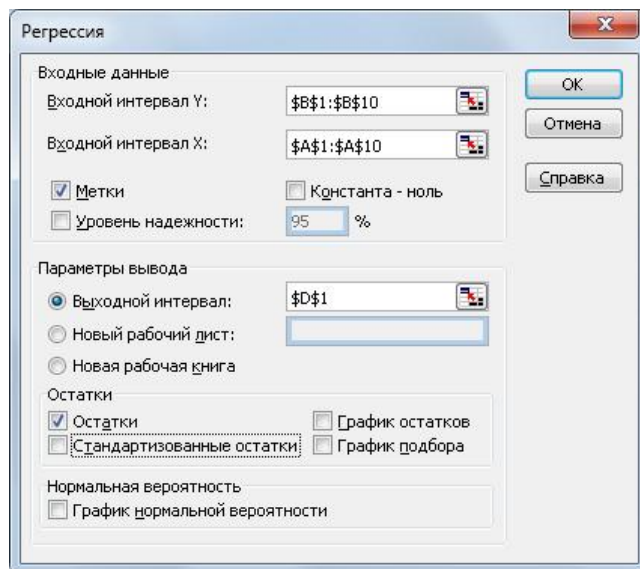 Регрессия
Входные данные
Входной интервал Y: $B$1:$B$10
Входной интервал X: $A$1:$A$10
Метки Константа - ноль
Уровень надежности: 95 %
OK
Отмена
Справка
Параметры вывода
Выходной интервал: $D$1
Новый рабочий лист:
Новая рабочая книга
Остатки
Остатки График остатков
Стандартизованные остатки График подбора
Нормальная вероятность
График нормальной вероятности